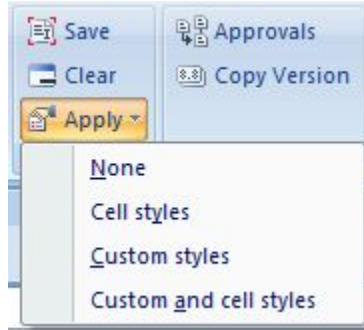 Save
Approvals
Clear
Copy Version
Apply
None
Cell styles
Custom styles
Custom and cell styles